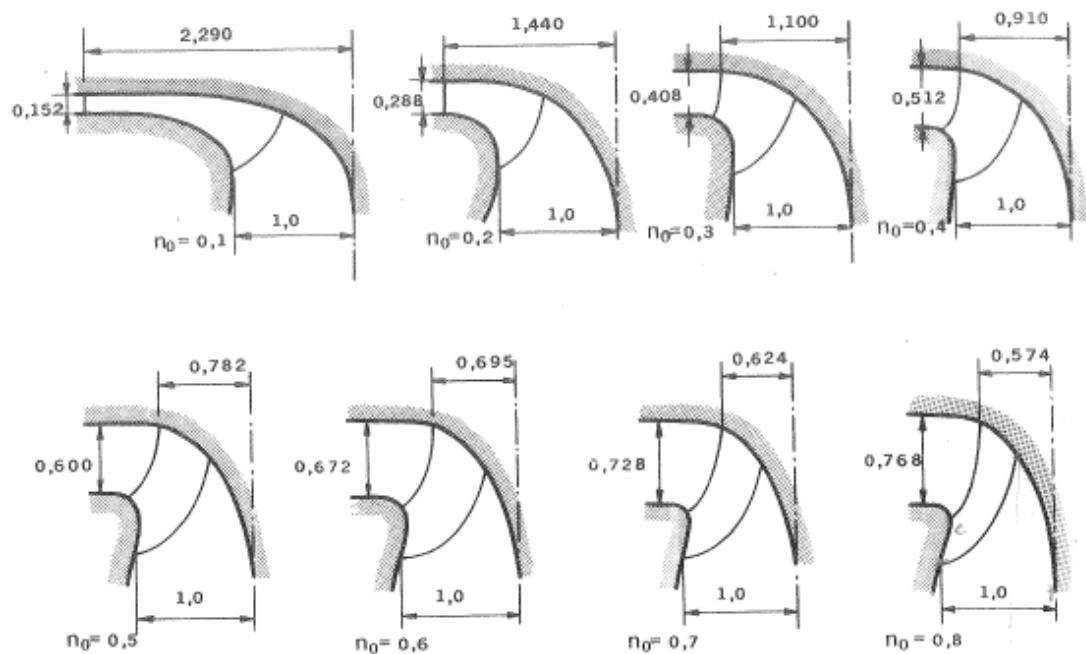 2,290
0,152
1,0
n₀= 0,1
1,440
0,288
1,0
n₀= 0,2
1,100
0,408
1,0
n₀= 0,3
0,910
0,512
1,0
n₀= 0,4
0,782
0,600
1,0
n₀= 0,5
0,695
0,672
1,0
n₀= 0,6
0,624
0,728
1,0
n₀= 0,7
0,574
0,768
c
1,0
n₀= 0,8